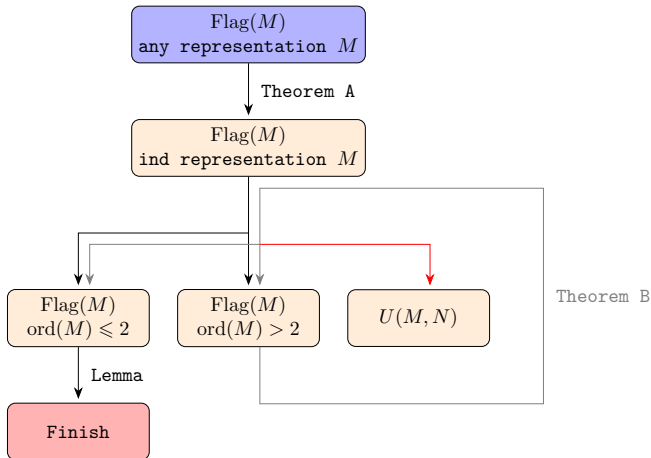 Flag(M)
any representation M
Theorem A
Flag(M)
ind representation M
Theorem B
Flag(M)
ord(M) ⩽ 2
Flag(M)
ord(M) > 2
U(M, N)
Lemma
Finish